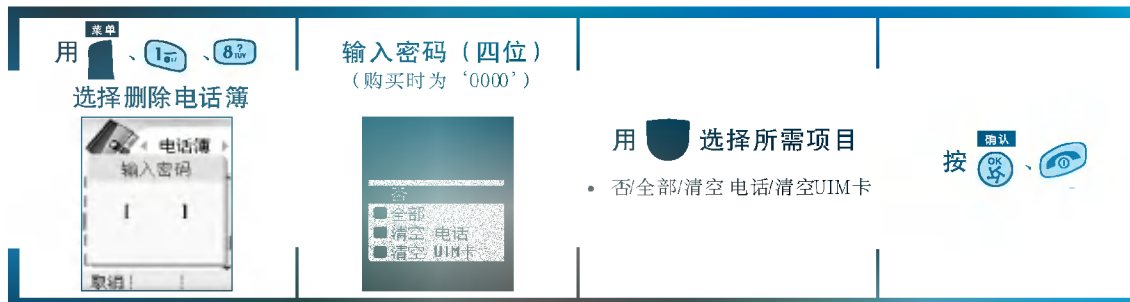 菜单
用 、1 、8
选择删除电话簿
电话簿
输入密码
[ ]
取消
输入密码（四位）
（购买时为‘0000’）
否
全部
清空 电话
清空 UIM卡
用 选择所需项目
• 否/全部/清空 电话/清空UIM卡
确认
按 OK 、